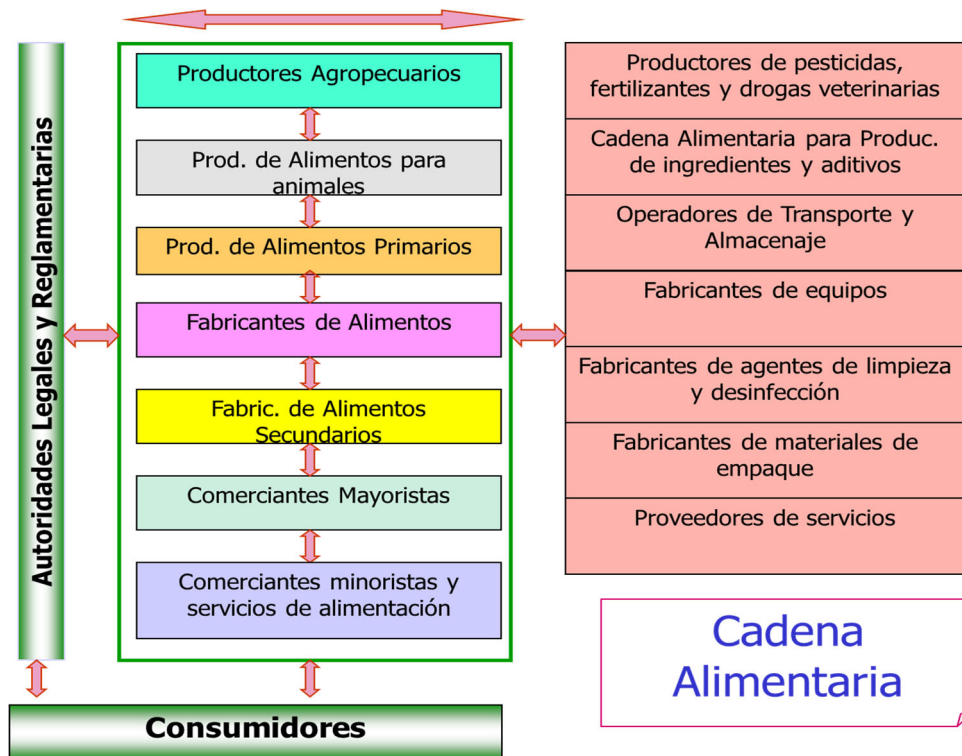 Autoridades Legales y Reglamentarias
Productores Agropecuarios
Prod. de Alimentos para
animales
Prod. de Alimentos Primarios
Fabricantes de Alimentos
Fabric. de Alimentos
Secundarios
Comerciantes Mayoristas
Comerciantes minoristas y
servicios de alimentación
Productores de pesticidas,
fertilizantes y drogas veterinarias
Cadena Alimentaria para Produc.
de ingredientes y aditivos
Operadores de Transporte y
Almacenaje
Fabricantes de equipos
Fabricantes de agentes de limpieza
y desinfección
Fabricantes de materiales de
empaque
Proveedores de servicios
Cadena
Alimentaria
Consumidores